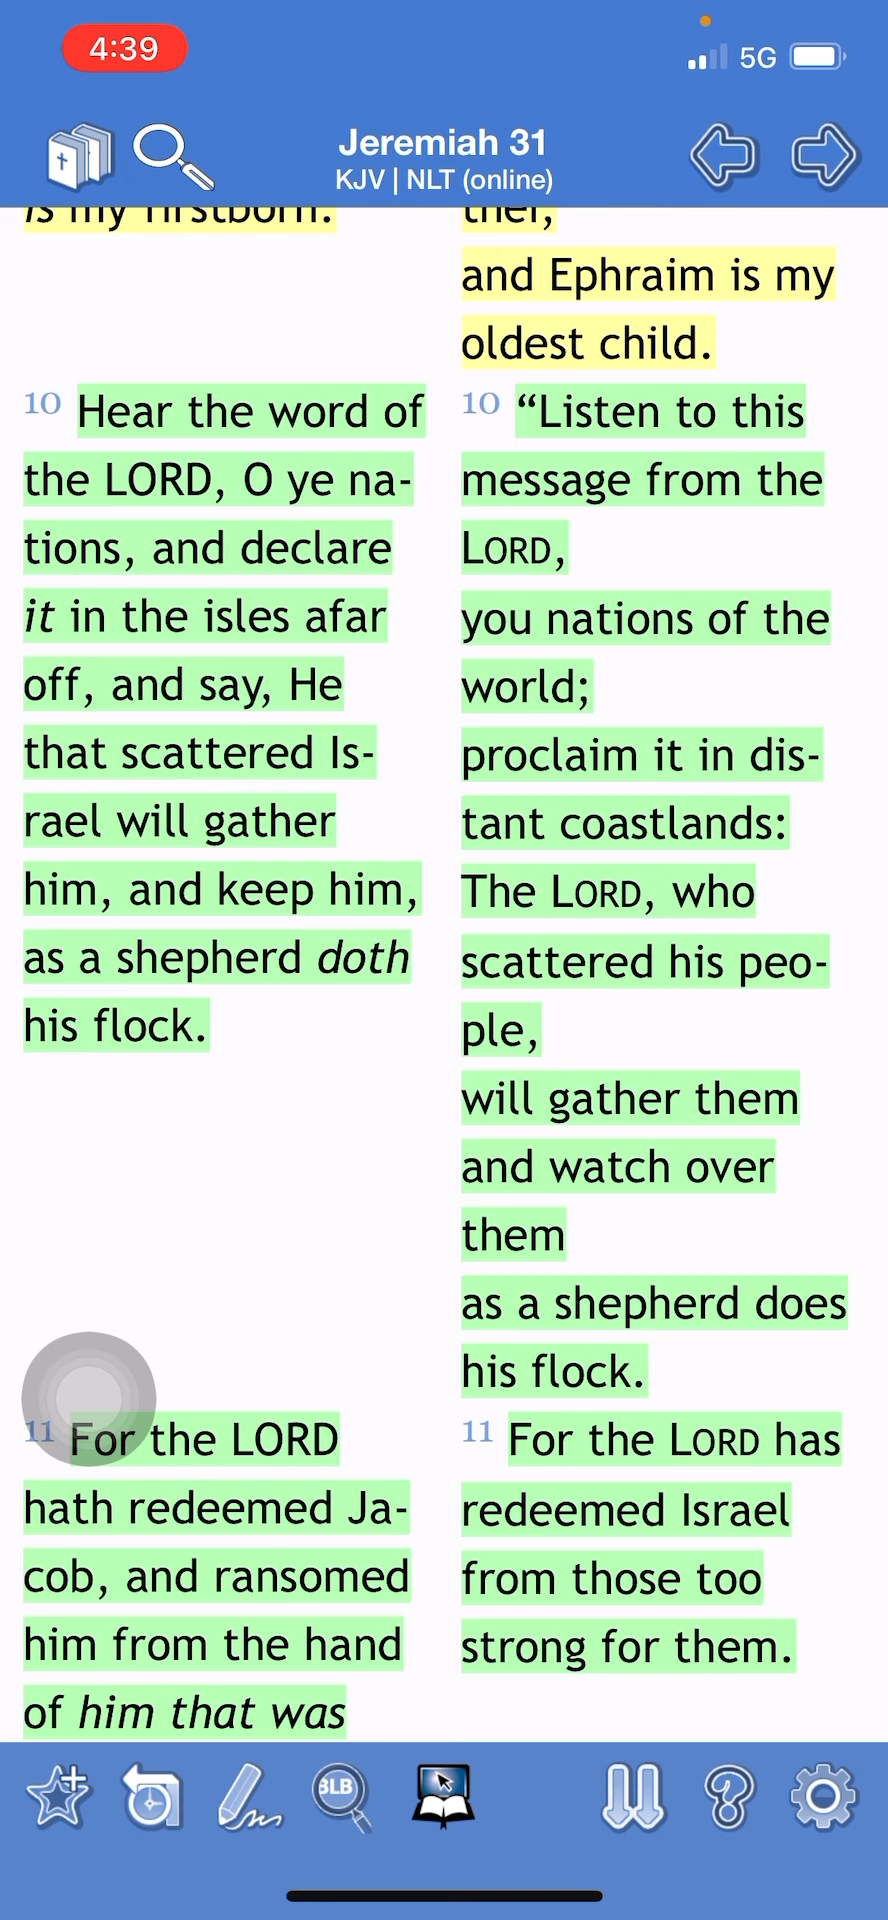 4:39
5G
Jeremiah 31
KJV | NLT (online)
is my firstborn.
10 Hear the word of
the LORD, O ye na-
tions, and declare
it in the isles afar
off, and say, He
that scattered Is-
rael will gather
him, and keep him,
as a shepherd doth
his flock.
11 For the LORD
hath redeemed Ja-
cob, and ransomed
him from the hand
of him that was
ther,
and Ephraim is my
oldest child.
10 “Listen to this
message from the
LORD,
you nations of the
world;
proclaim it in dis-
tant coastlands:
The LORD, who
scattered his peo-
ple,
will gather them
and watch over
them
as a shepherd does
his flock.
11 For the LORD has
redeemed Israel
from those too
strong for them.
BLB